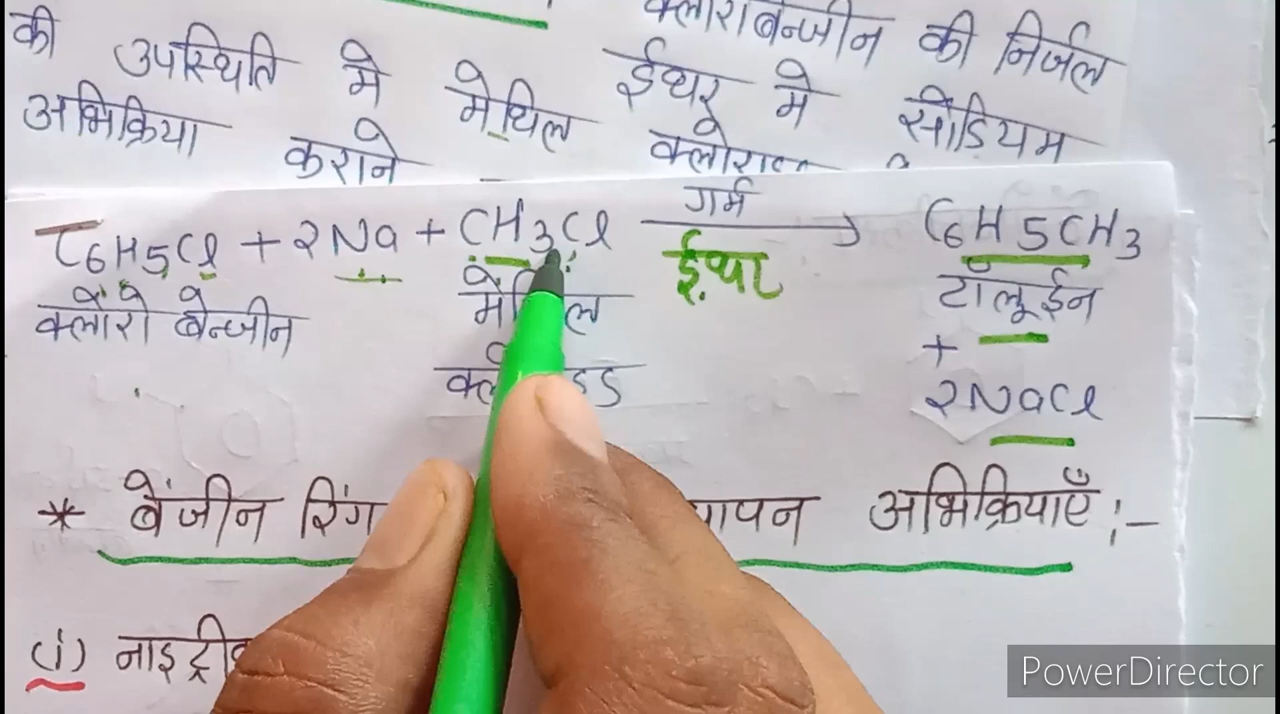 क्लोरोबेन्जीन की निर्जल
की उपस्थिति मे मेथिल ईथर मे सोडियम
अभिक्रिया कराने
C6H5Cl + 2Na + CH3Cl गर्म ईथर → C6H5CH3
क्लोरो बेन्जीन टॉलूईन
+
2NaCl
* बेंजीन रिंग अभिक्रियाएँ :-
(i)
PowerDirector